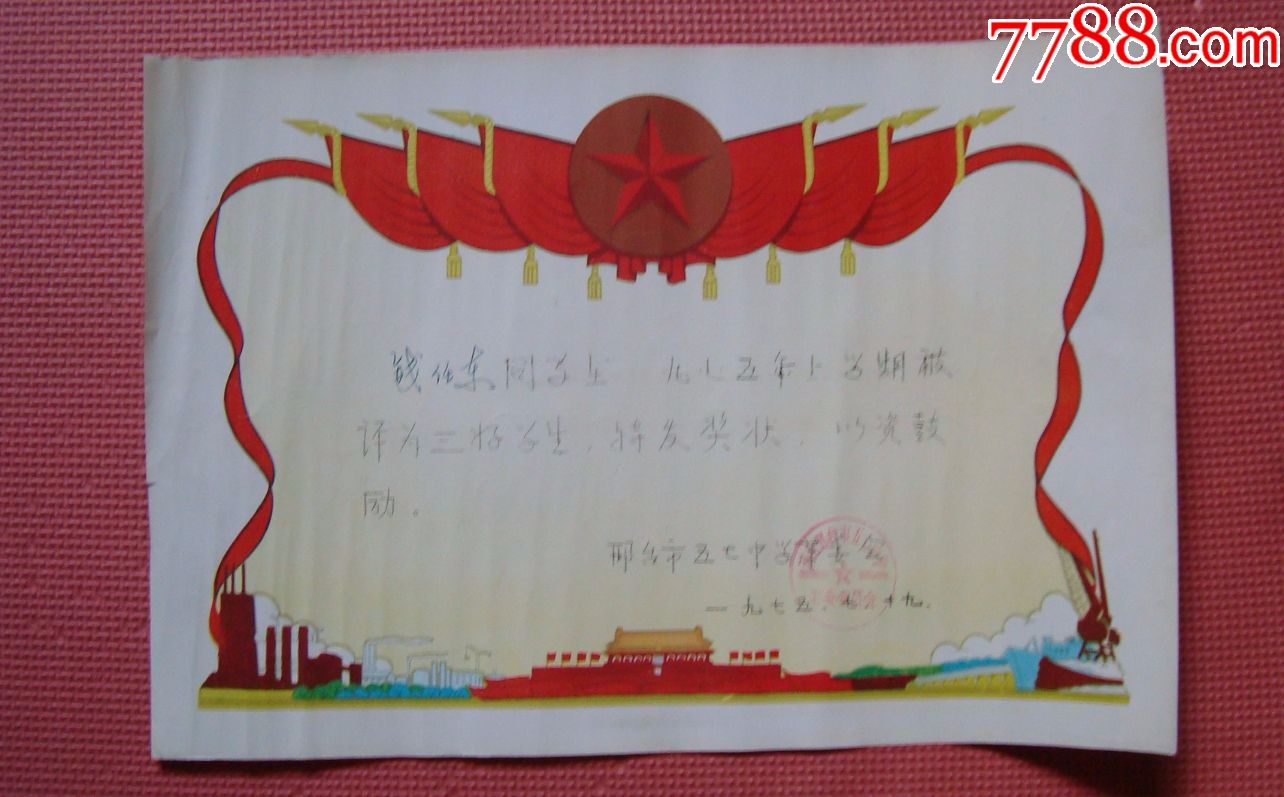 7788.com
钱任东同学在一九七五年上学期被
评为三好学生，特发奖状，以资鼓
励。
邢台市五七中学革委会
一九七五.七.十九.